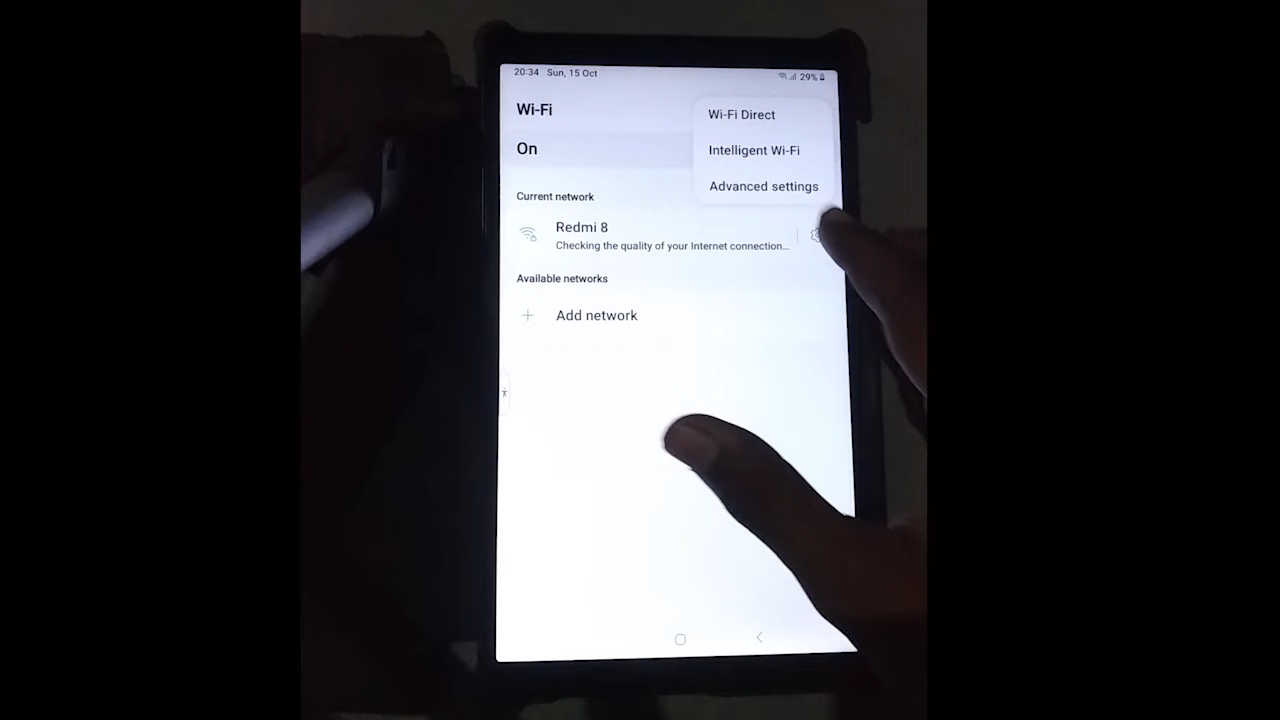 20:34 Sun, 15 Oct
29%
Wi-Fi
Wi-Fi Direct
On
Intelligent Wi-Fi
Advanced settings
Current network
Redmi 8
Checking the quality of your Internet connection...
Available networks
Add network